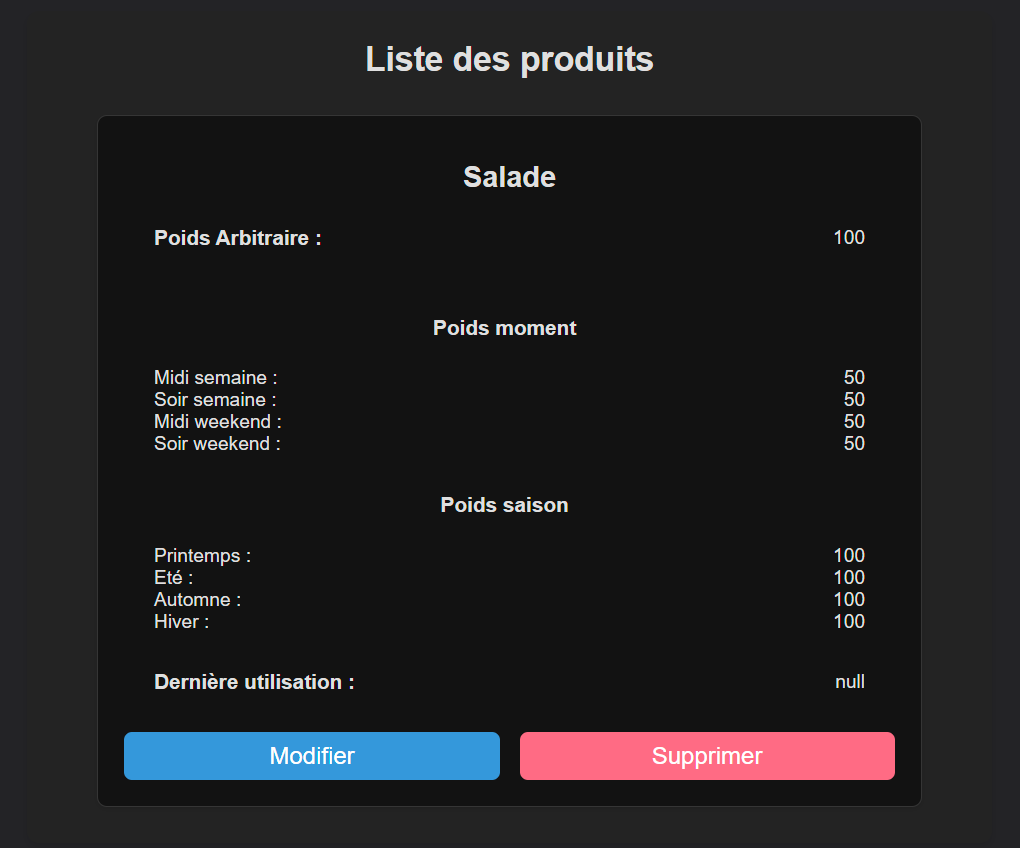 Liste des produits
Salade
Poids Arbitraire : 100
Poids moment
Midi semaine : 50
Soir semaine : 50
Midi weekend : 50
Soir weekend : 50
Poids saison
Printemps : 100
Eté : 100
Automne : 100
Hiver : 100
Dernière utilisation : null
Modifier Supprimer